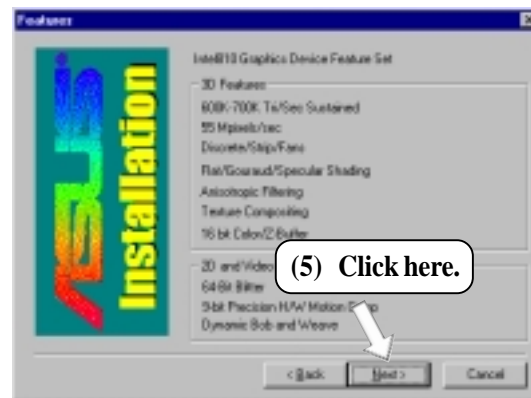 Features
ASUS
Installation
Intel810 Graphics Device Feature Set
3D Features
600K-700K Tri/Sec Sustained
55 Mpixels/sec
Discrete/Strip/Fans
Flat/Gouraud/Specular Shading
Anisotropic Filtering
Texture Compositing
16 bit Color/Z Buffer
2D and Video
64-Bit Blitter
9-bit Precision H/W Motion
Dynamic Bob and Weave
(5) Click here.
< Back
Next >
Cancel